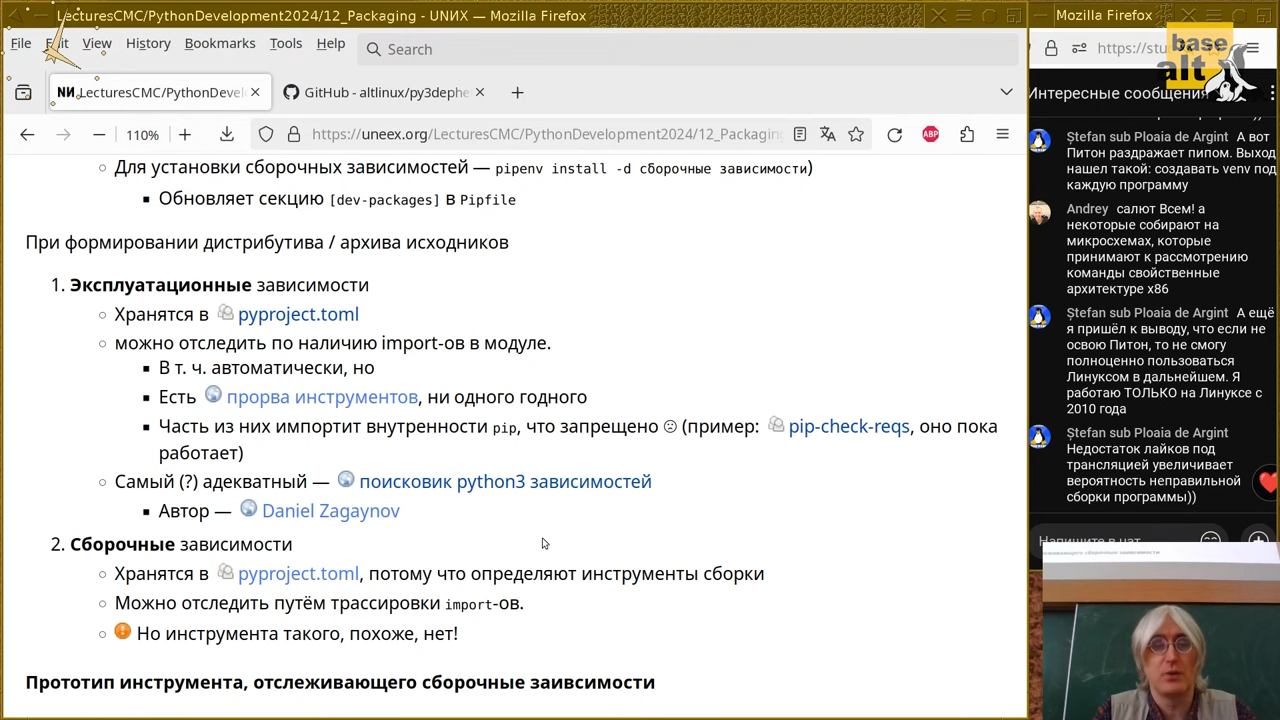 LecturesCMC/PythonDevelopment2024/12_Packaging - UNИX — Mozilla Firefox
File Edit View History Bookmarks Tools Help
Search
LecturesCMC/PythonDevel
GitHub - altlinux/py3dephe
110%
https://uneex.org/LecturesCMC/PythonDevelopment2024/12_Packaging
ABP
Для установки сборочных зависимостей — pipenv install -d сборочные зависимости)
Обновляет секцию [dev-packages] в Pipfile
При формировании дистрибутива / архива исходников
1. Эксплуатационные зависимости
Хранятся в pyproject.toml
можно отследить по наличию import-ов в модуле.
В т. ч. автоматически, но
Есть прорва инструментов, ни одного годного
Часть из них импортит внутренности pip, что запрещено ☹ (пример: pip-check-reqs, оно пока
работает)
Самый (?) адекватный — поисковик python3 зависимостей
Автор — Daniel Zagaynov
2. Сборочные зависимости
Хранятся в pyproject.toml, потому что определяют инструменты сборки
Можно отследить путём трассировки import-ов.
Но инструмента такого, похоже, нет!
Прототип инструмента, отслеживающего сборочные заивсимости
Mozilla Firefox
https://stu
base
alt
Интересные сообщения
Ștefan sub Ploaia de Argint А вот
Питон раздражает пипом. Выход
нашел такой: создавать venv под
каждую программу
Andrey салют Всем! а
некоторые собирают на
микросхемах, которые
принимают к рассмотрению
команды свойственные
архитектуре x86
Ștefan sub Ploaia de Argint А ещё
я пришёл к выводу, что если не
освою Питон, то не смогу
полноценно пользоваться
Линуксом в дальнейшем. Я
работаю ТОЛЬКО на Линуксе с
2010 года
Ștefan sub Ploaia de Argint
Недостаток лайков под
трансляцией увеличивает
вероятность неправильной
сборки программы))
Напишите в чат